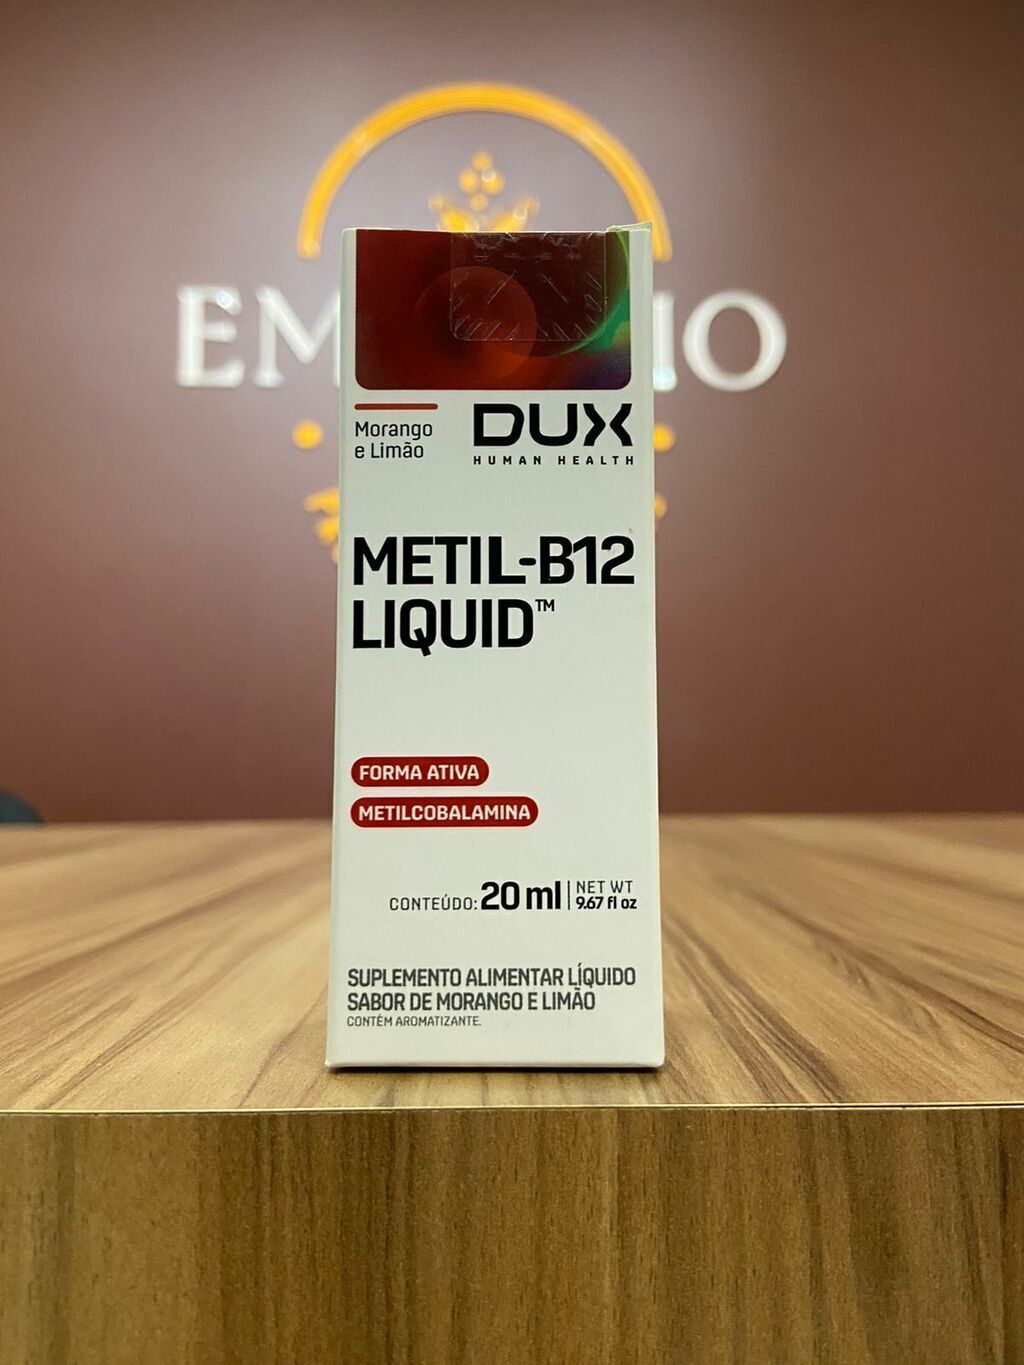 Morango
e Limão
DUX
HUMAN HEALTH
METIL-B12
LIQUID™
FORMA ATIVA
METILCOBALAMINA
CONTEÚDO: 20 ml | NET WT
9.67 fl oz
SUPLEMENTO ALIMENTAR LÍQUIDO
SABOR DE MORANGO E LIMÃO
CONTÉM AROMATIZANTE.